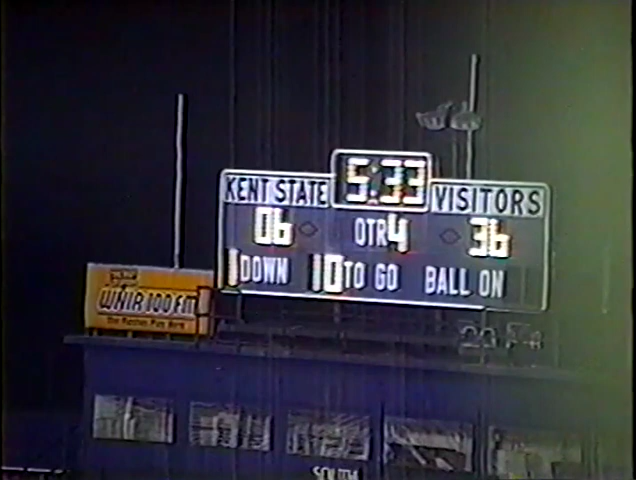 5:33
KENT STATE VISITORS
06 QTR 4 36
1 DOWN 10 TO GO BALL ON
WNIR 100 FM
SOUTH